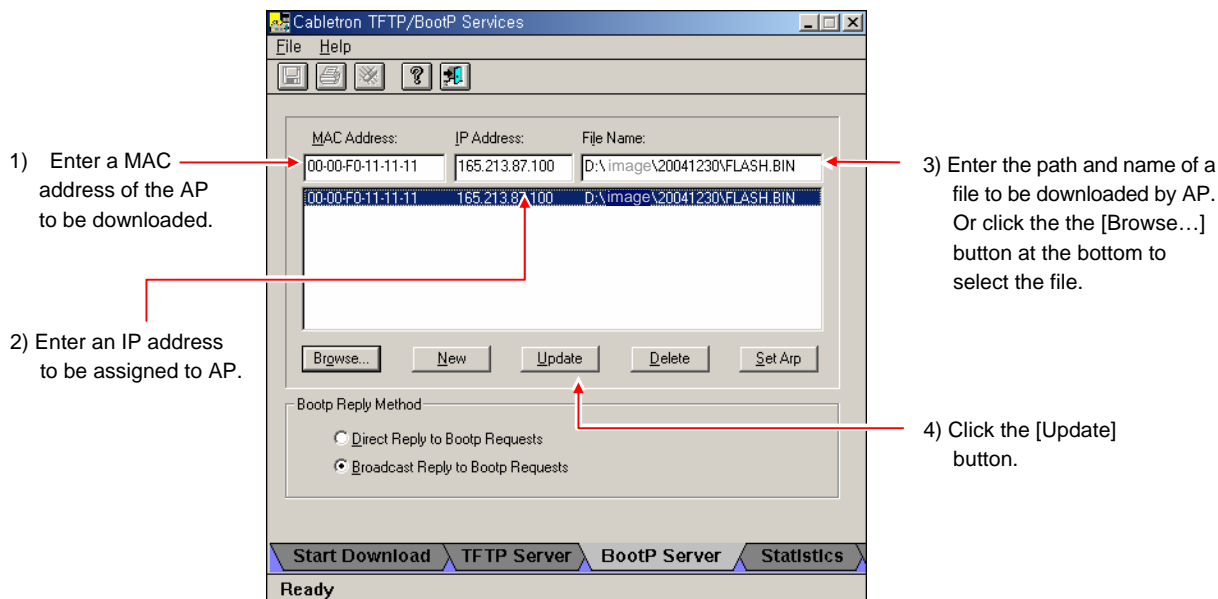 Cabletron TFTP/BootP Services
File Help
MAC Address: IP Address: File Name:
00-00-F0-11-11-11 165.213.87.100 D:\image\20041230\FLASH.BIN
00-00-F0-11-11-11 165.213.87.100 D:\image\20041230\FLASH.BIN
Browse... New Update Delete Set Arp
Bootp Reply Method
Direct Reply to Bootp Requests
Broadcast Reply to Bootp Requests
Start Download TFTP Server BootP Server Statistics
Ready
1) Enter a MAC
address of the AP
to be downloaded.
2) Enter an IP address
to be assigned to AP.
3) Enter the path and name of a
file to be downloaded by AP.
Or click the the [Browse…]
button at the bottom to
select the file.
4) Click the [Update]
button.